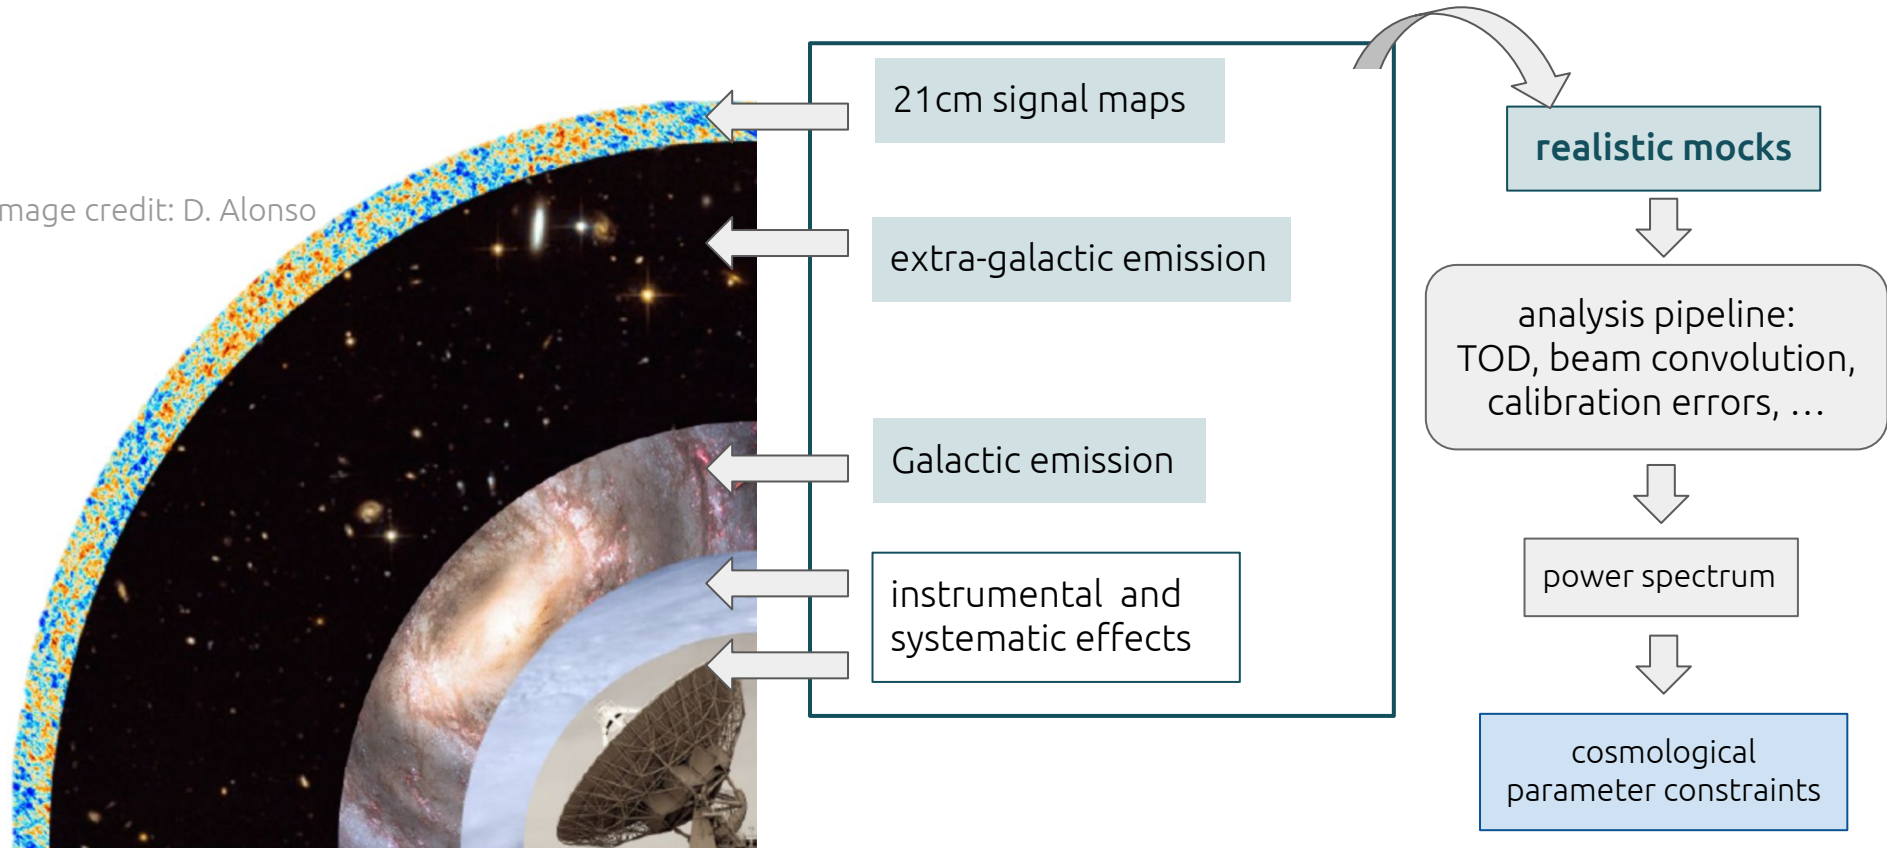 21cm signal maps
mage credit: D. Alonso
extra-galactic emission
Galactic emission
instrumental and
systematic effects
realistic mocks
analysis pipeline:
TOD, beam convolution,
calibration errors, …
power spectrum
cosmological
parameter constraints